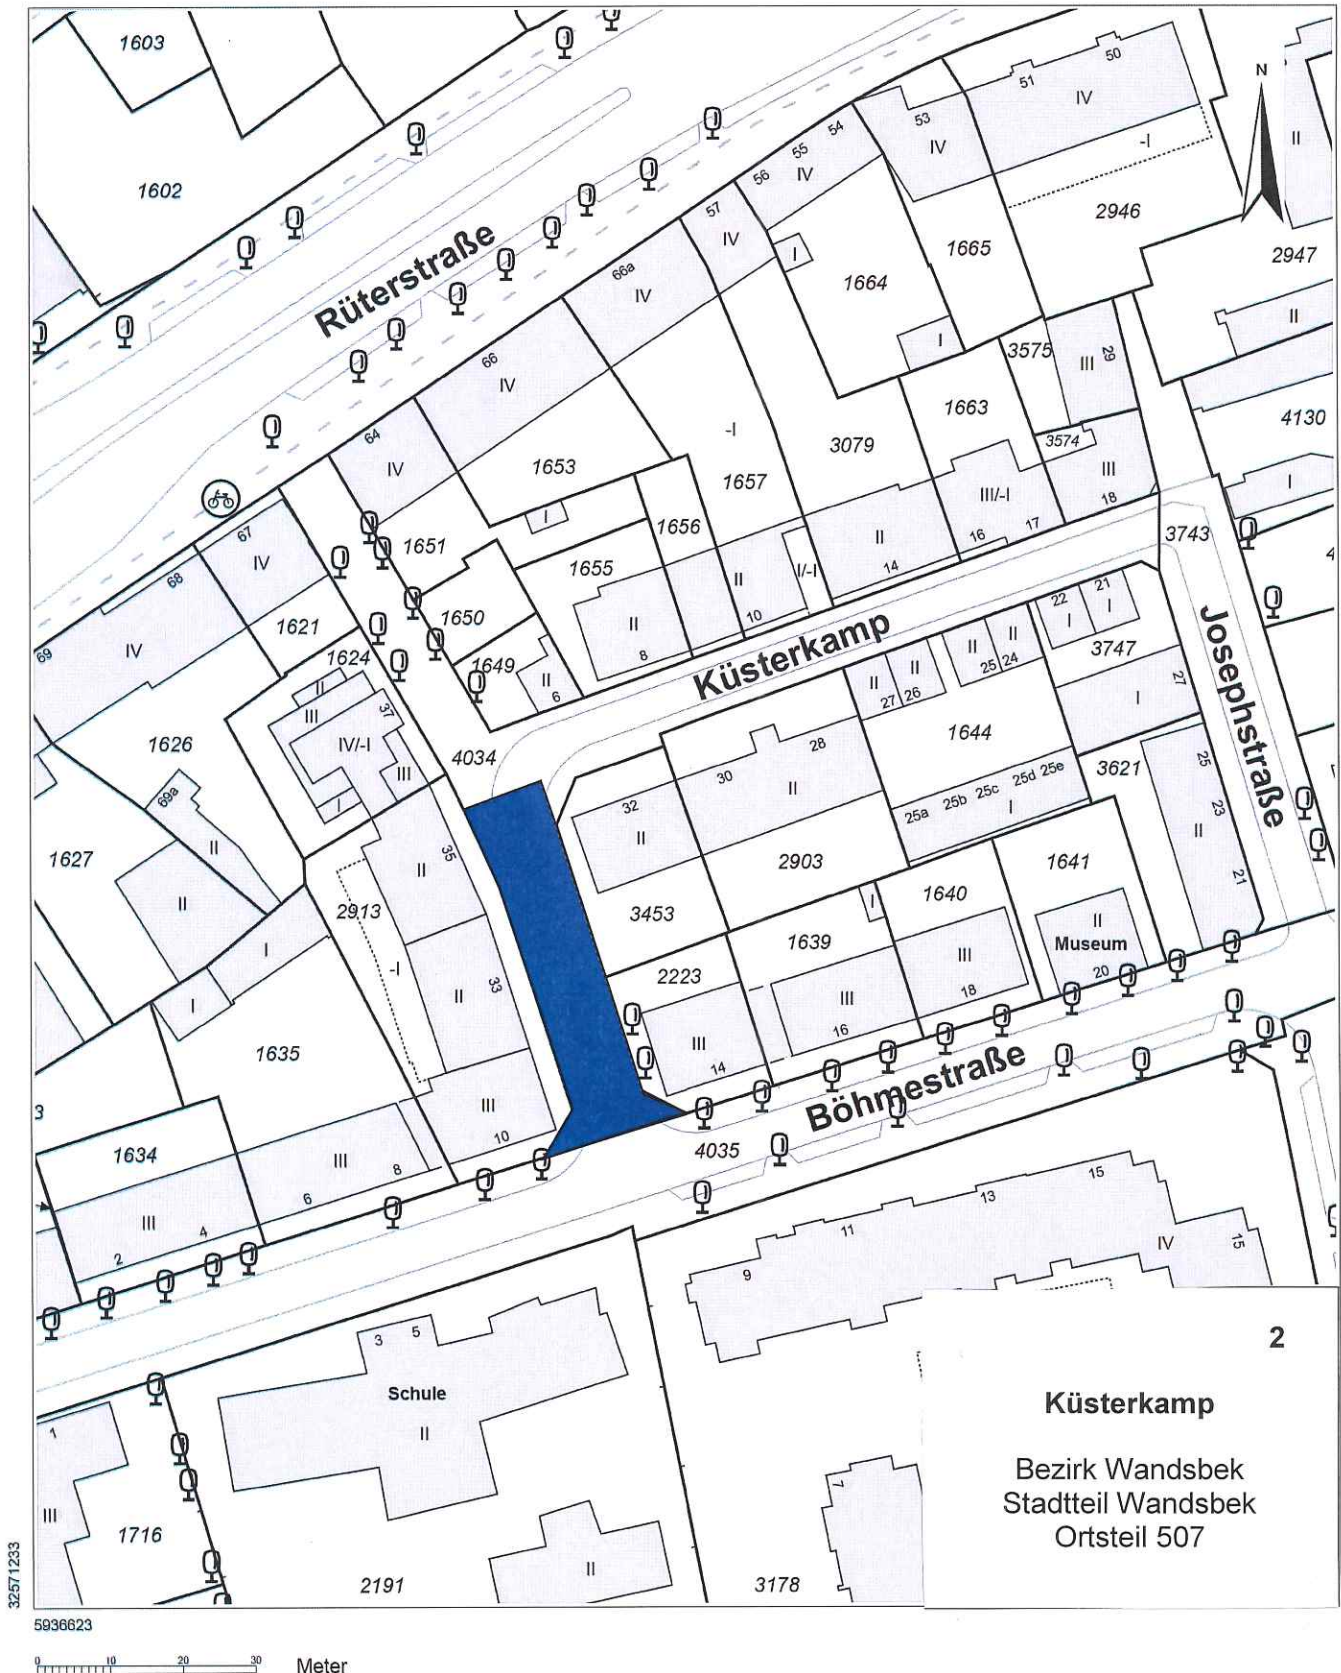 1603
1602
Rüterstraße
50
51
IV
53
IV
-I
2946
N
II
2947
II
54
55
56
IV
57
IV
I
1664
1665
66a
IV
I
3575
III
29
66
IV
-I
1663
4130
I
64
IV
1653
3079
3574
III
18
1657
III/-I
16
17
I
1651
1656
II
14
3743
67
IV
68
IV
69
1621
1655
1650
II
8
II
10
I/-I
1649
II
6
Küsterkamp
22
21
I
I
3747
Josephstraße
27
I
II
II
25
24
II
II
27
26
1644
1624
II
III
37
IV/-I
III
I
1626
4034
28
30
II
32
II
25a
25b
25c
25d
25e
I
3621
25
23
II
21
69a
II
1627
II
35
II
2903
1641
3453
1640
I
II
Museum
20
2913
-I
33
II
2223
1639
III
18
III
16
III
14
I
I
1635
Böhmestraße
III
10
4035
3
1634
III
8
6
III
4
2
15
13
11
9
IV
15
3
5
Schule
II
1
III
1716
2191
II
3178
7
2
Küsterkamp
Bezirk Wandsbek
Stadtteil Wandsbek
Ortsteil 507
32571233
5936623
0 10 20 30 Meter